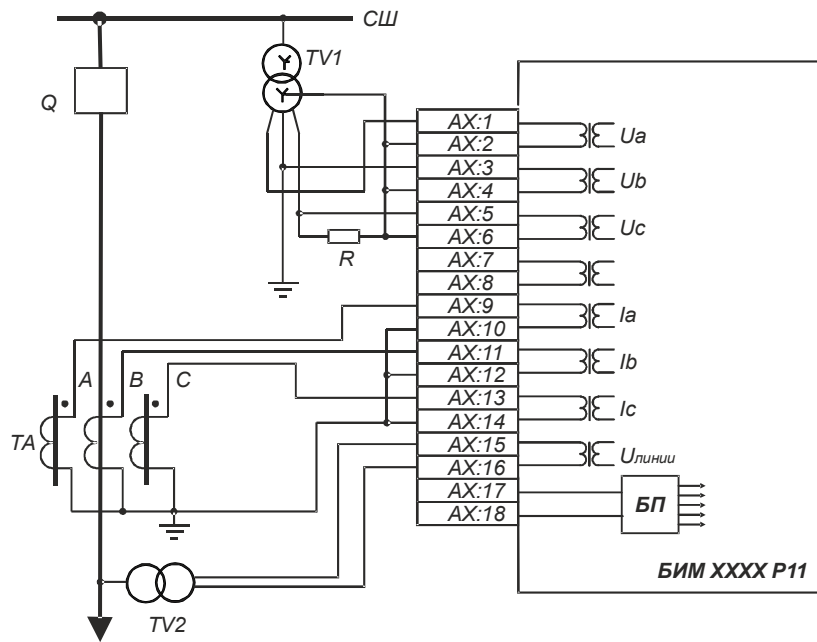 СШ
TV1
Q
AX:1
AX:2
Ua
AX:3
AX:4
Ub
AX:5
AX:6
Uc
R
AX:7
AX:8
AX:9
AX:10
Ia
AX:11
AX:12
Ib
A
B
C
AX:13
AX:14
Ic
TA
AX:15
AX:16
Uлинии
AX:17
AX:18
БП
БИМ XXXX P11
TV2